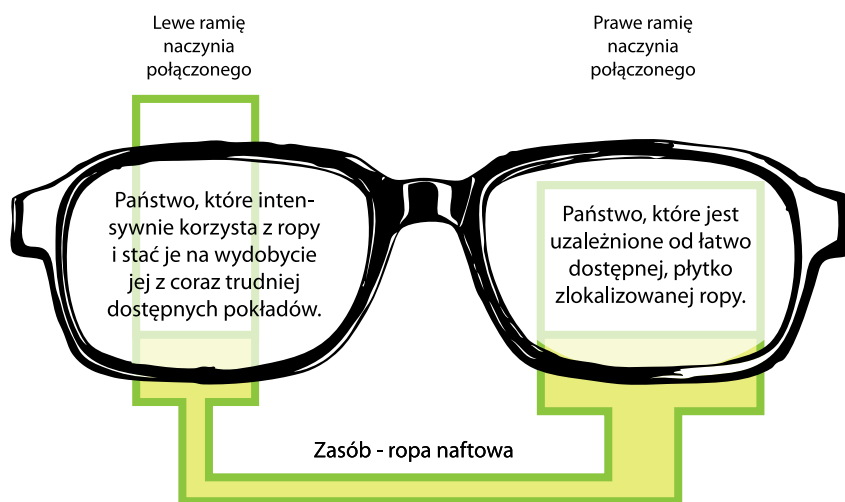 Lewe ramię
naczynia
połączonego
Prawe ramię
naczynia
połączonego
Państwo, które inten-
sywnie korzysta z ropy
i stać je na wydobycie
jej z coraz trudniej
dostępnych pokładów.
Państwo, które jest
uzależnione od łatwo
dostępnej, płytko
zlokalizowanej ropy.
Zasób - ropa naftowa